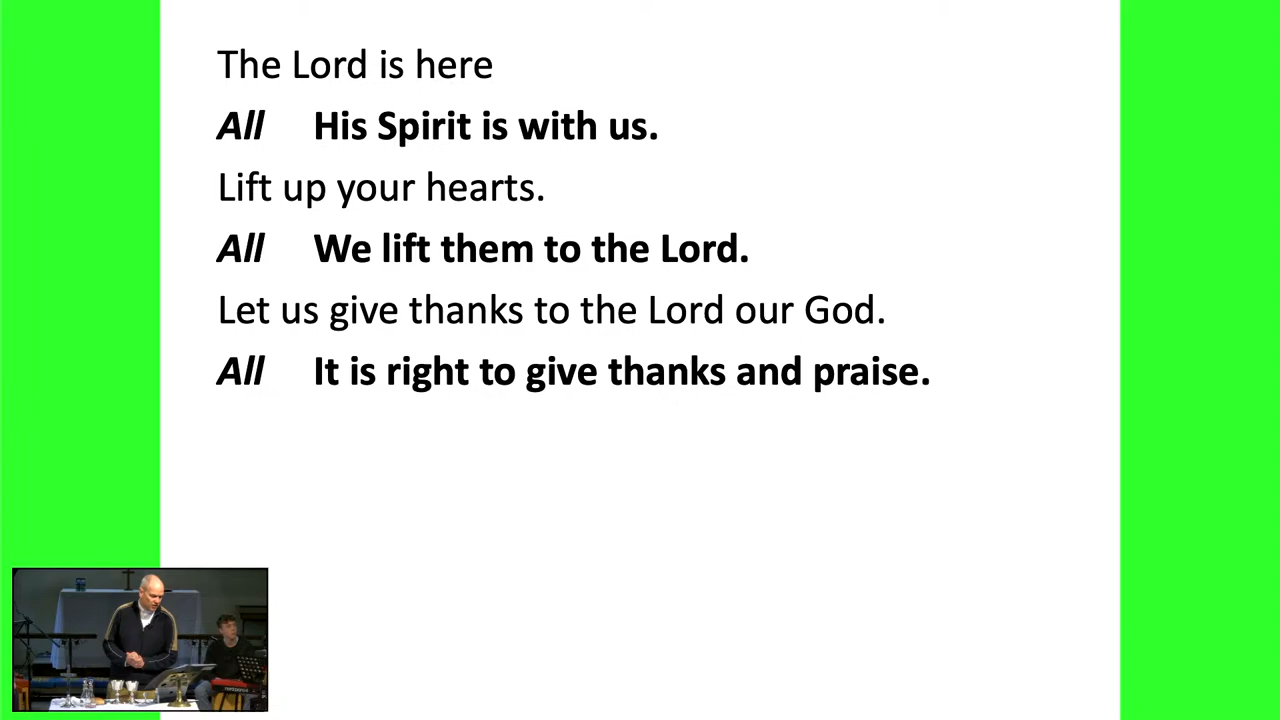 The Lord is here
All His Spirit is with us.
Lift up your hearts.
All We lift them to the Lord.
Let us give thanks to the Lord our God.
All It is right to give thanks and praise.